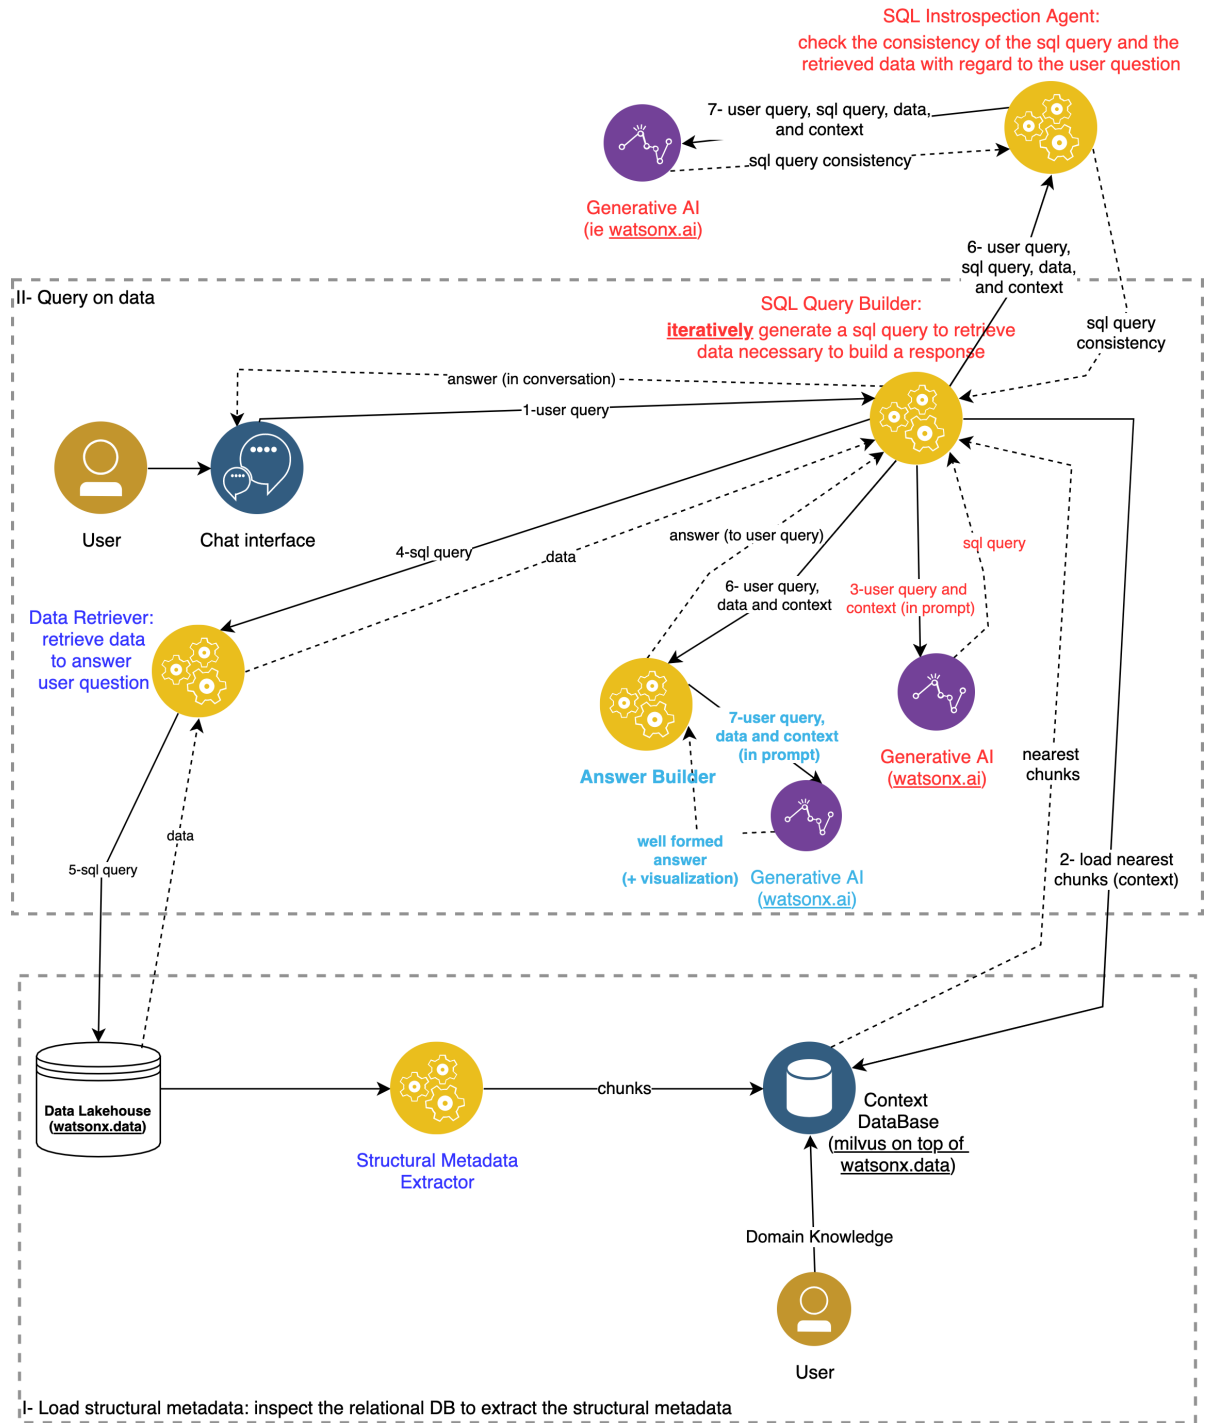 SQL Instrospection Agent:
check the consistency of the sql query and the
retrieved data with regard to the user question
7- user query, sql query, data,
and context
sql query consistency
Generative AI
(ie watsonx.ai)
6- user query,
sql query, data,
and context
sql query
consistency
II- Query on data
SQL Query Builder:
iteratively generate a sql query to retrieve
data necessary to build a response
answer (in conversation)
1-user query
User
Chat interface
4-sql query
data
answer (to user query)
sql query
6- user query,
data and context
3-user query and
context (in prompt)
Data Retriever:
retrieve data
to answer
user question
7-user query,
data and context
(in prompt)
Answer Builder
Generative AI
(watsonx.ai)
nearest
chunks
data
5-sql query
well formed
answer
(+ visualization)
Generative AI
(watsonx.ai)
2- load nearest
chunks (context)
Data Lakehouse
(watsonx.data)
chunks
Structural Metadata
Extractor
Context
DataBase
(milvus on top of
watsonx.data)
Domain Knowledge
User
I- Load structural metadata: inspect the relational DB to extract the structural metadata